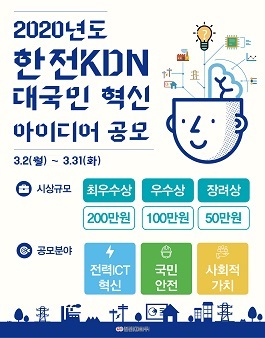 2020년도
한전KDN
대국민 혁신
아이디어 공모
3.2(월) ~ 3.31(화)
시상규모
최우수상 우수상 장려상
200만원 100만원 50만원
공모분야
전력ICT 혁신
국민 안전
사회적 가치